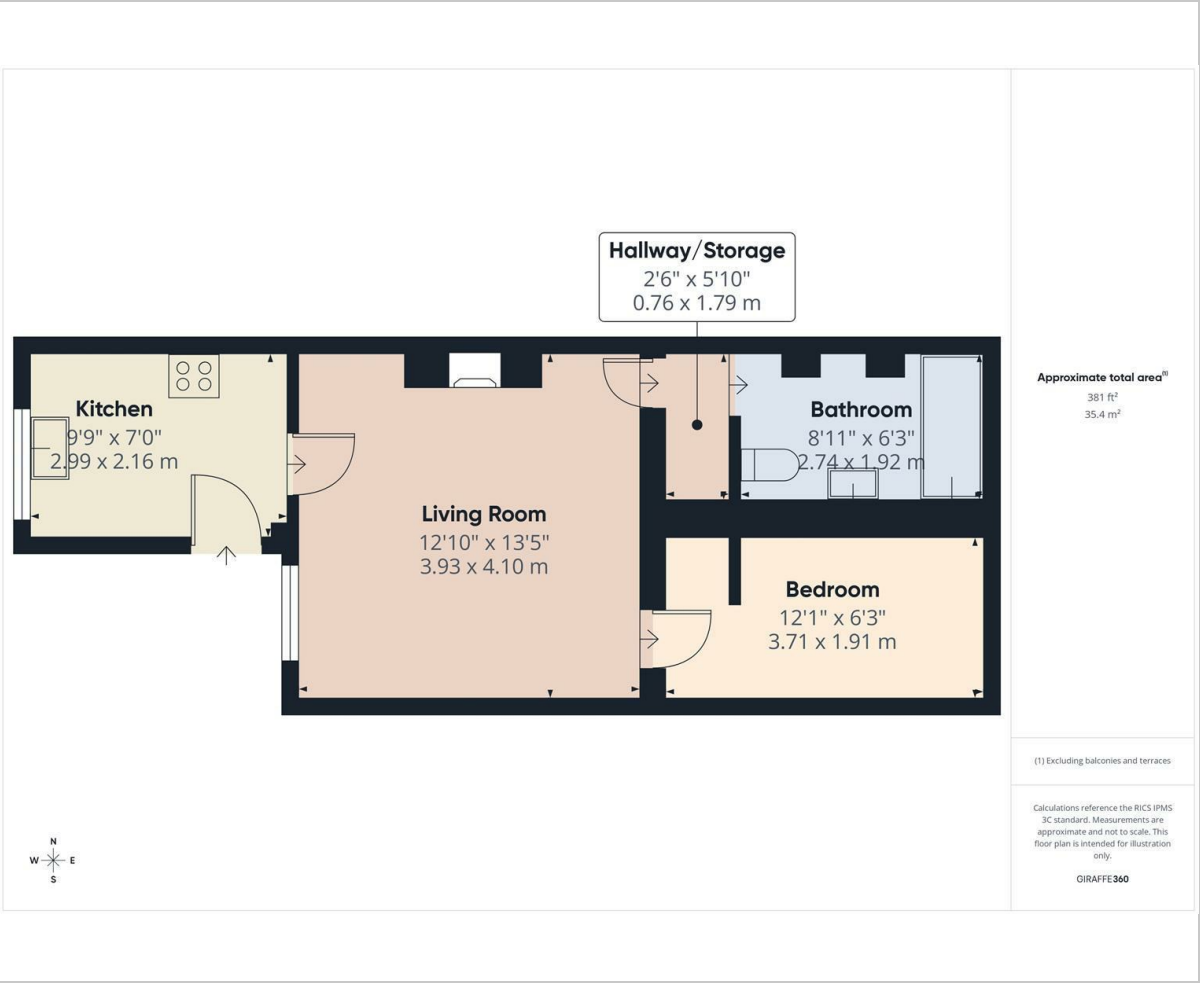 Hallway/Storage
2'6" x 5'10"
0.76 x 1.79 m
Kitchen
9'9" x 7'0"
2.99 x 2.16 m
Bathroom
8'11" x 6'3"
2.74 x 1.92 m
Living Room
12'10" x 13'5"
3.93 x 4.10 m
Bedroom
12'1" x 6'3"
3.71 x 1.91 m
N
W E
S
Approximate total area(1)
381 ft²
35.4 m²
(1) Excluding balconies and terraces
Calculations reference the RICS IPMS
3C standard. Measurements are
approximate and not to scale. This
floor plan is intended for illustration
only.
GIRAFFE360